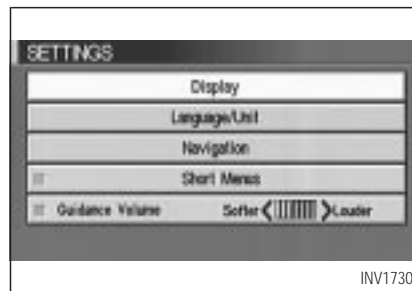 SETTINGS
Display
Language/Unit
Navigation
Short Menus
Guidance Volume Softer Louder
INV1730